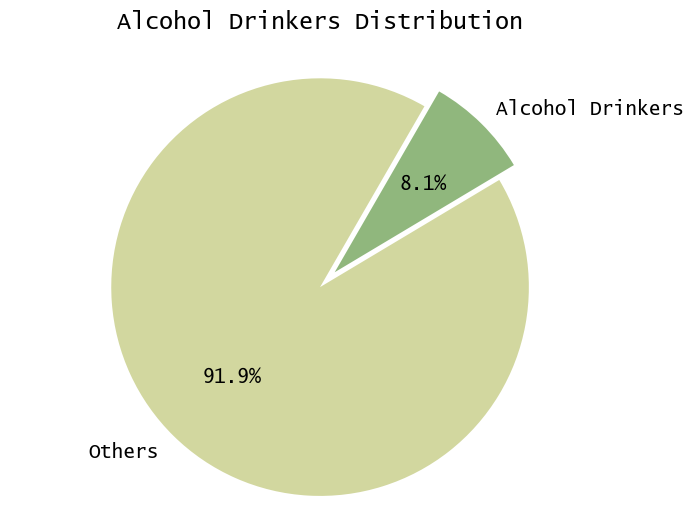 Alcohol Drinkers Distribution
Alcohol Drinkers
8.1%
91.9%
Others